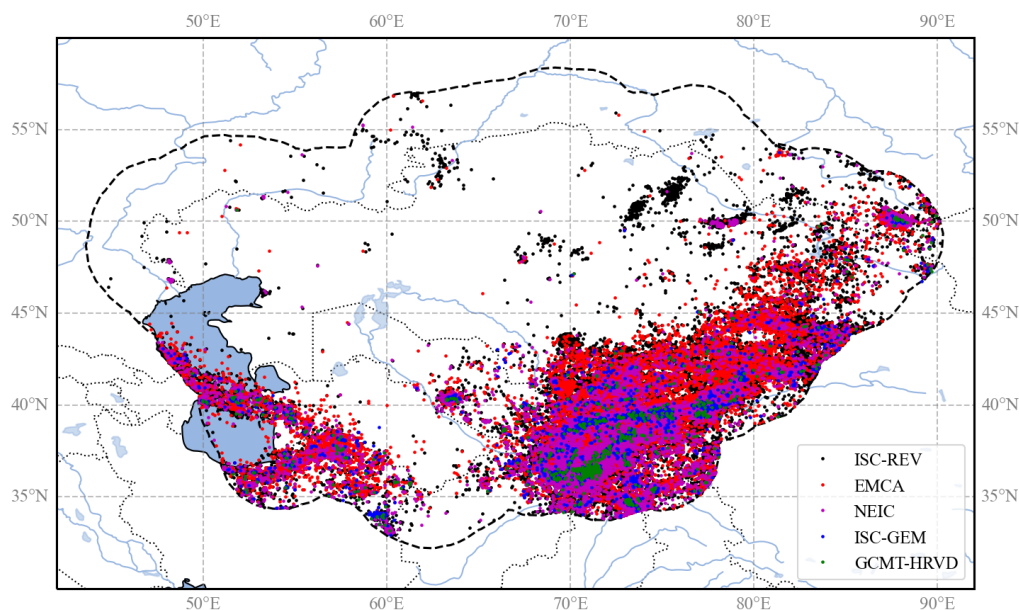 50°E 60°E 70°E 80°E 90°E
55°N 55°N
50°N 50°N
45°N 45°N
40°N 40°N
35°N 35°N
ISC-REV
EMCA
NEIC
ISC-GEM
GCMT-HRVD
50°E 60°E 70°E 80°E 90°E